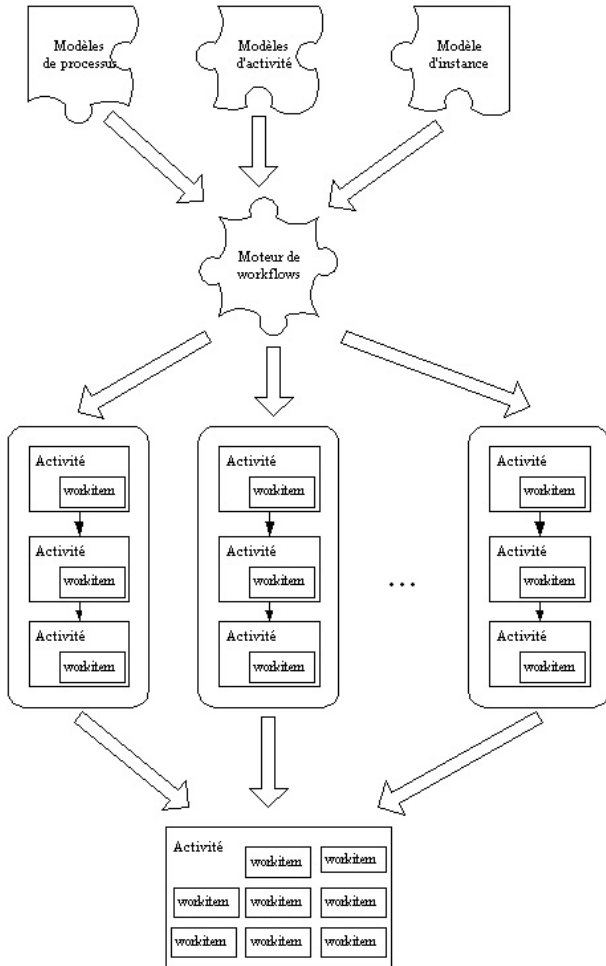 Modèles
de processus
Modèles
d'activité
Modèle
d'instance
Moteur de
workflows
Activité
workitem
Activité
workitem
Activité
workitem
Activité
workitem
Activité
workitem
Activité
workitem
...
Activité
workitem
Activité
workitem
Activité
workitem
Activité
workitem
workitem
workitem
workitem
workitem
workitem
workitem
workitem